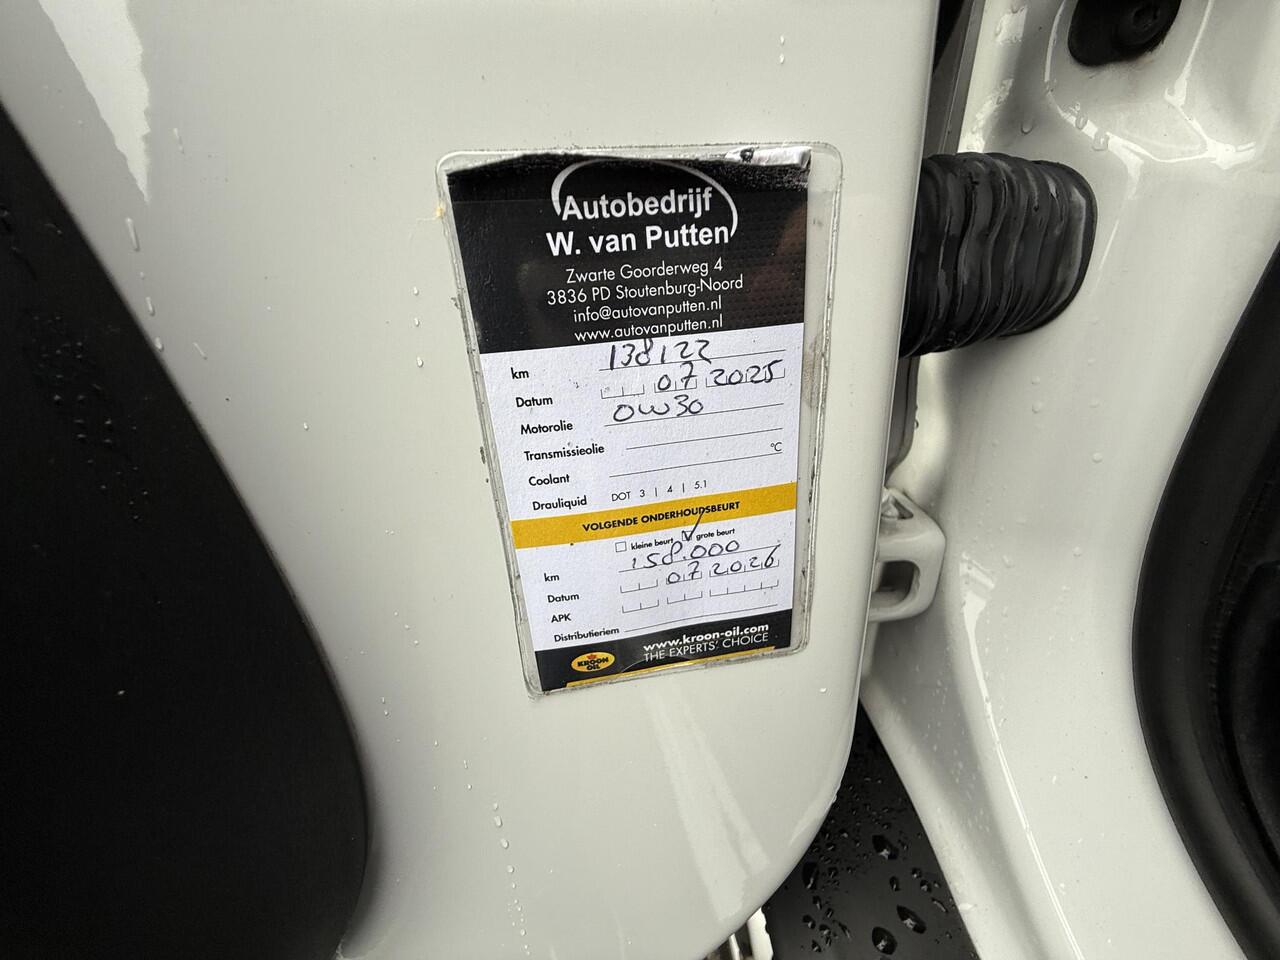 Autobedrijf
W. van Putten
Zwarte Goorderweg 4
3836 PD Stoutenburg-Noord
info@autovanputten.nl
www.autovanputten.nl
km 138122
Datum 07 2025
Motorolie 0W30
Transmissieolie
Coolant °C
Drauliquid DOT 3 | 4 | 5.1
VOLGENDE ONDERHOUDSBEURT
kleine beurt grote beurt
km 158.000
Datum 07 2026
APK
Distributieriem
KROON OIL
www.kroon-oil.com
THE EXPERTS' CHOICE